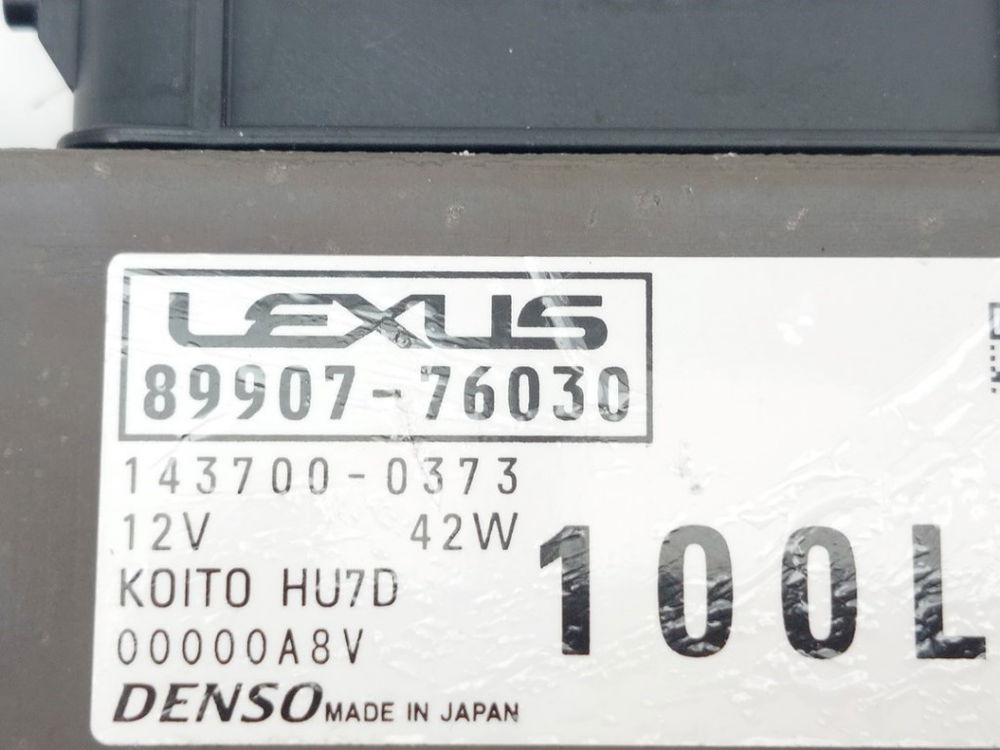 LEXUS
89907-76030
143700-0373
12V 42W
KOITO HU7D
00000A8V
100L
DENSO MADE IN JAPAN